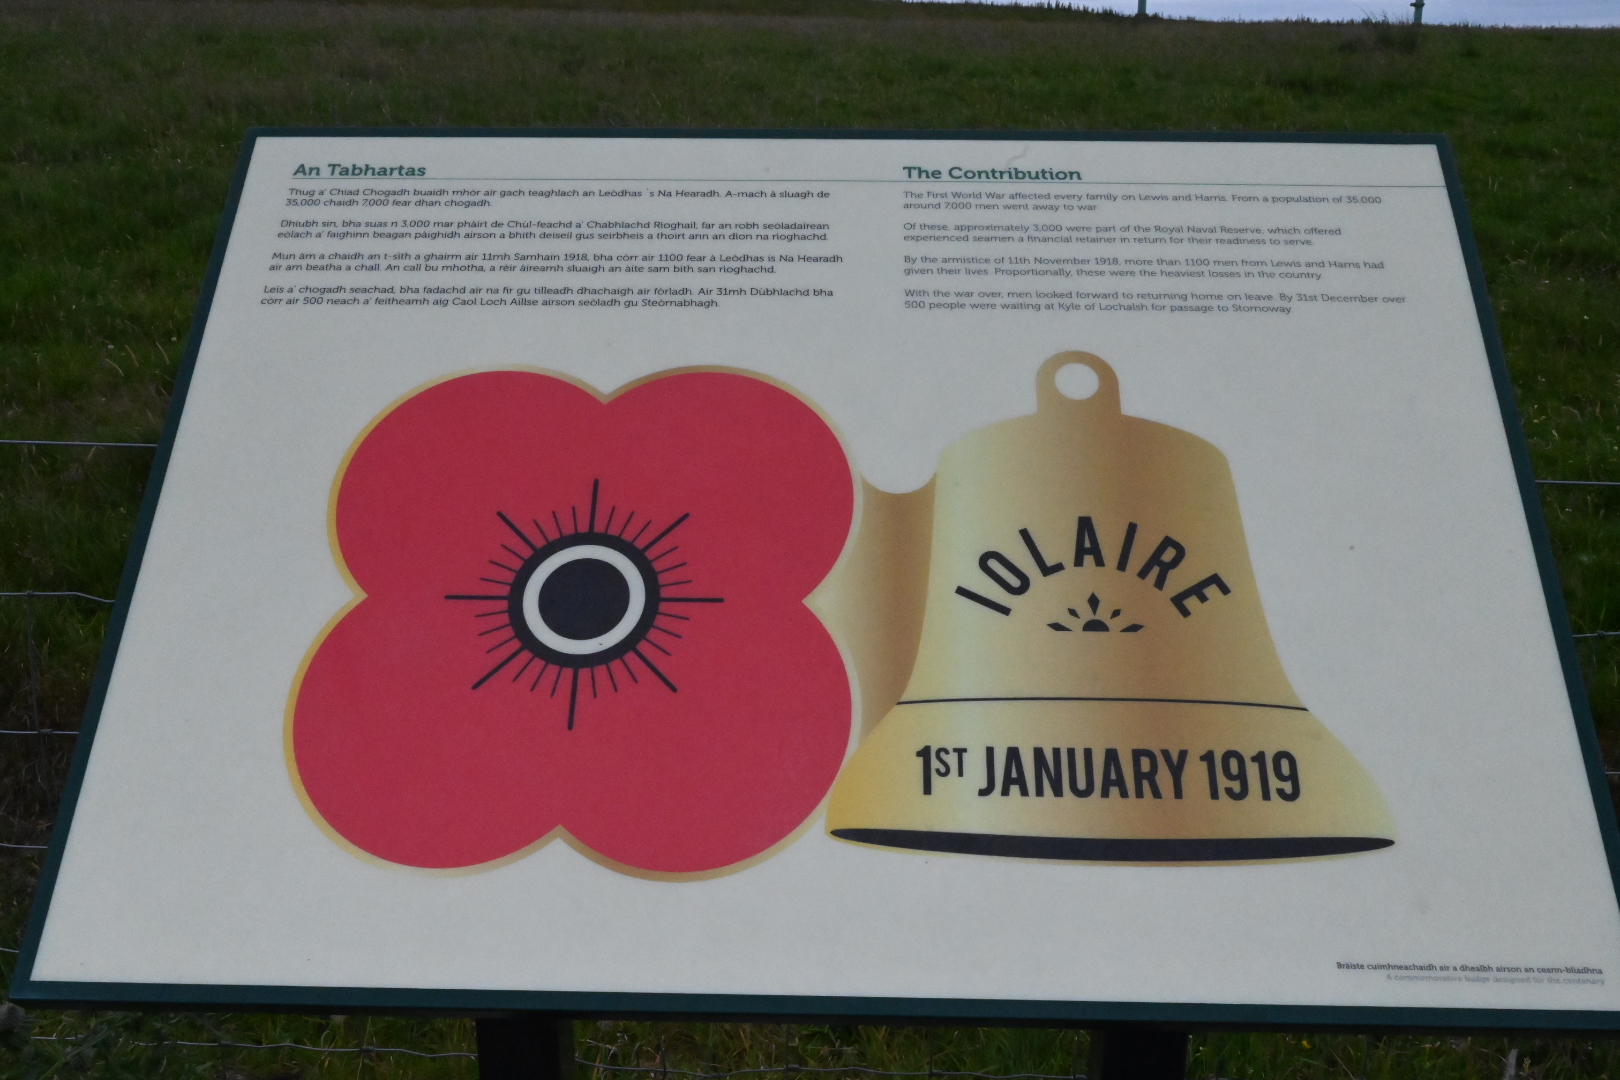 An Tabhartas
Thug a' Chiad Chogadh buaidh mhòr air gach teaghlach an Leòdhas 's Na Hearadh. A-mach à sluagh de
35,000 chaidh 7,000 fear dhan chogadh.
Dhiubh sin, bha suas ri 3,000 mar phàirt de Chùl-feachd a' Chabhlachd Rìoghail, far an robh seòladairean
eòlach a' faighinn beagan pàighidh airson a bhith deiseil gus seirbheis a thoirt ann an dìon na rìoghachd.
Mun àm a chaidh an t-sìth a ghairm air 11mh Samhain 1918, bha còrr air 1100 fear à Leòdhas is Na Hearadh
air am beatha a chall. An call bu mhotha, a rèir àireamh sluaigh an àite sam bith san rìoghachd.
Leis a' chogadh seachad, bha fadachd air na fir gu tilleadh dhachaigh air fòrladh. Air 31mh Dùbhlachd bha
còrr air 500 neach a' feitheamh aig Caol Loch Aillse airson seòladh gu Steòrnabhagh.
The Contribution
The First World War affected every family on Lewis and Harris. From a population of 35,000
around 7,000 men went away to war.
Of these, approximately 3,000 were part of the Royal Naval Reserve, which offered
experienced seamen a financial retainer in return for their readiness to serve.
By the armistice of 11th November 1918, more than 1100 men from Lewis and Harris had
given their lives. Proportionally, these were the heaviest losses in the country.
With the war over, men looked forward to returning home on leave. By 31st December over
500 people were waiting at Kyle of Lochalsh for passage to Stornoway.
IOLAIRE
1ST JANUARY 1919
Bràiste cuimhneachaidh air a dhealbh airson an ceann-bliadhna
A commemorative badge designed for the centenary